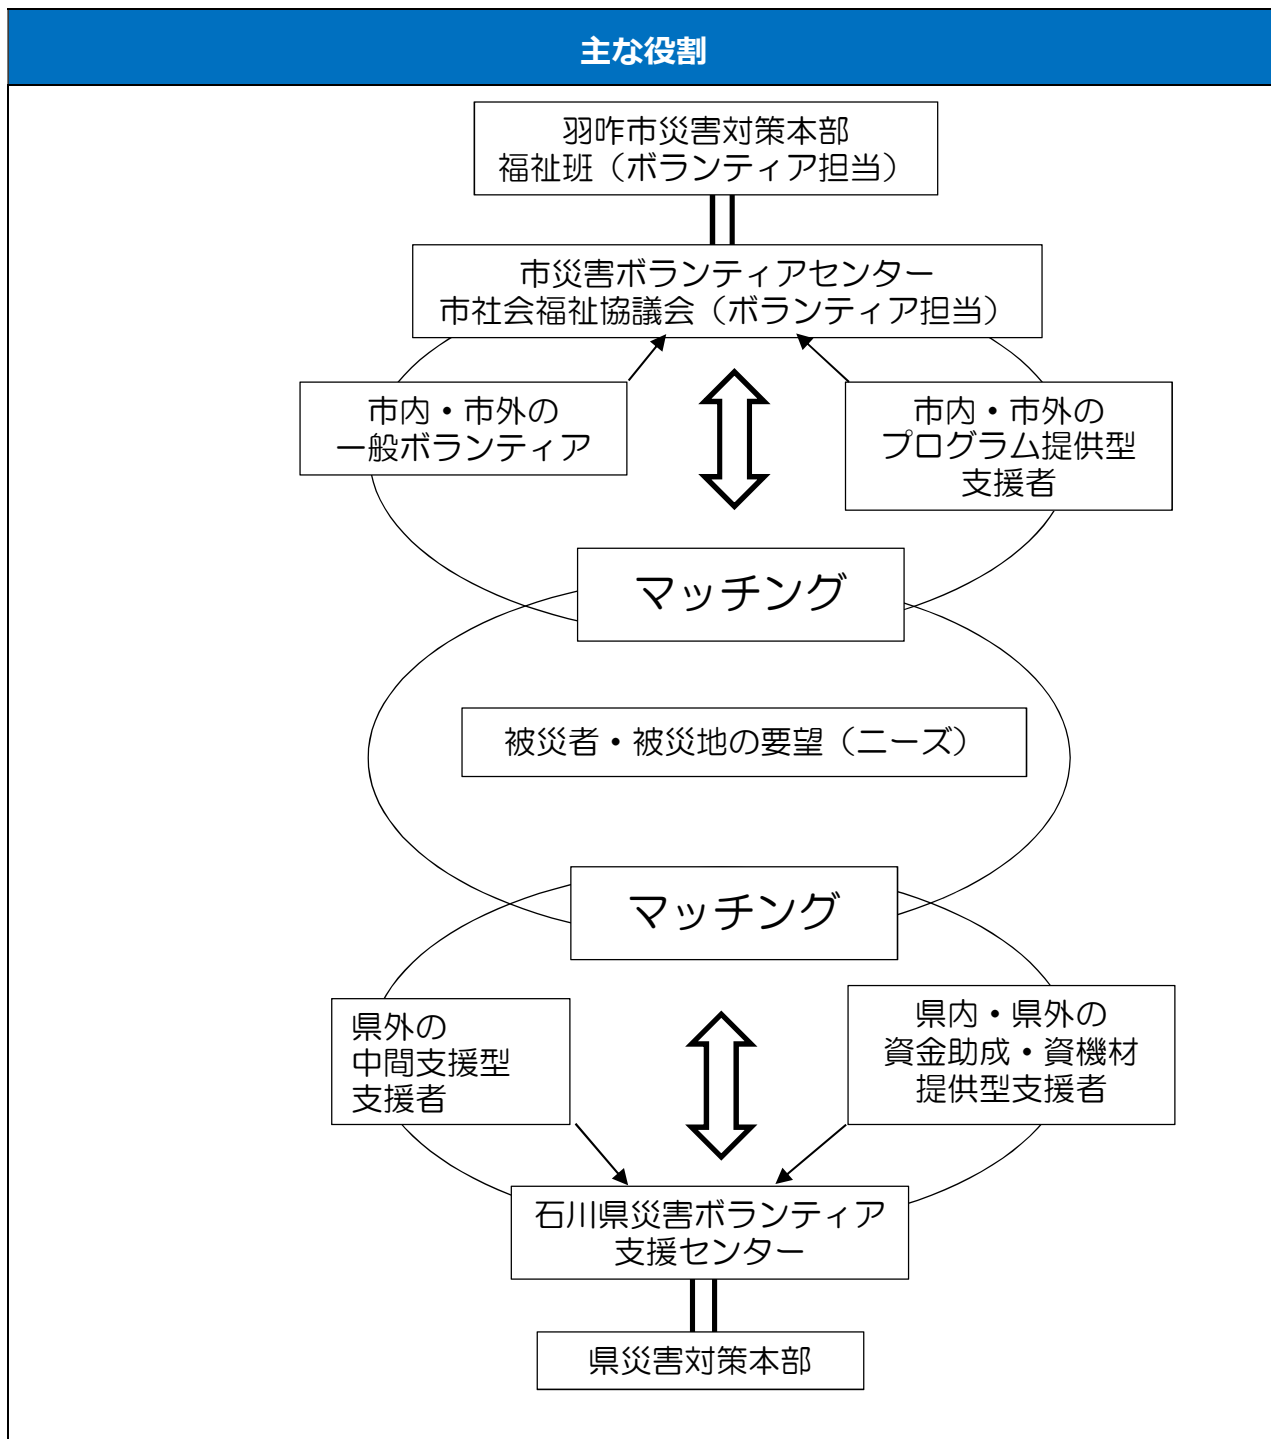 主な役割
羽咋市災害対策本部
福祉班（ボランティア担当）
市災害ボランティアセンター
市社会福祉協議会（ボランティア担当）
市内・市外の
一般ボランティア
市内・市外の
プログラム提供型
支援者
マッチング
被災者・被災地の要望（ニーズ）
マッチング
県外の
中間支援型
支援者
県内・県外の
資金助成・資機材
提供型支援者
石川県災害ボランティア
支援センター
県災害対策本部